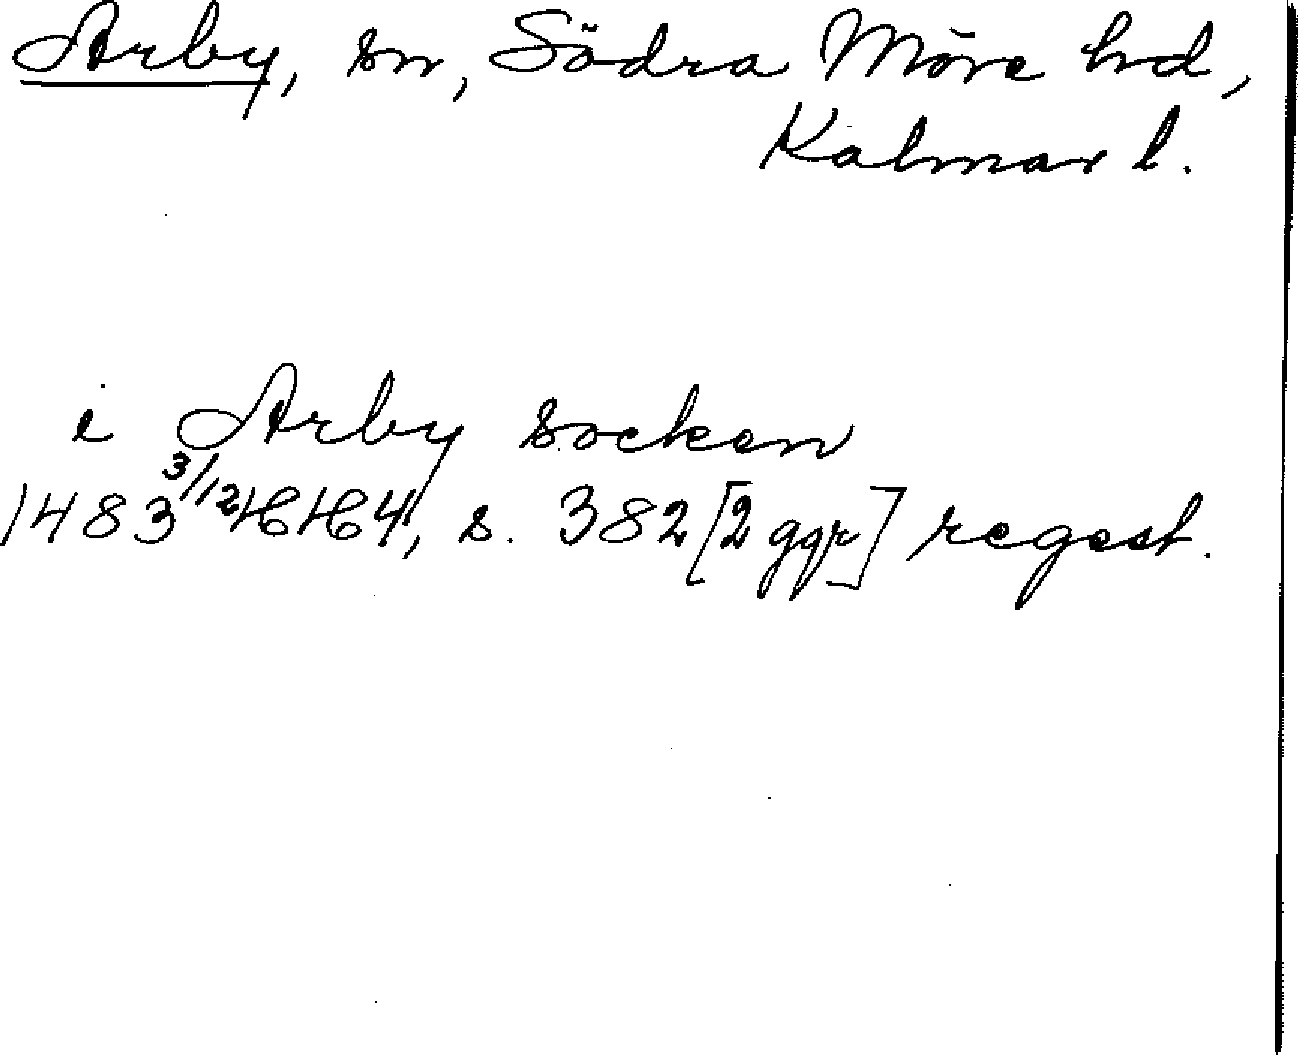 Arby, sn, Södra Möre hd,
Kalmar l.
i Arby socken
1483 3/12 HH4, s. 382 [2 ggr] regest.